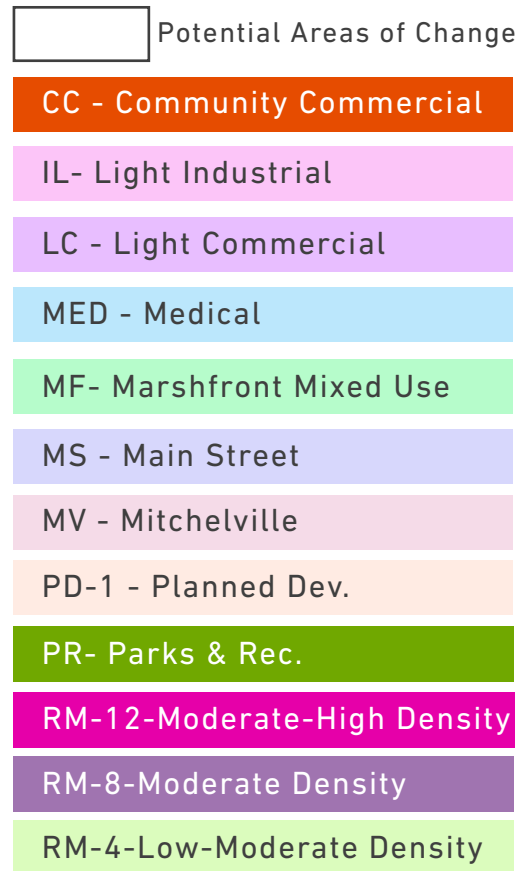 Potential Areas of Change
CC - Community Commercial
IL- Light Industrial
LC - Light Commercial
MED - Medical
MF- Marshfront Mixed Use
MS - Main Street
MV - Mitchelville
PD-1 - Planned Dev.
PR- Parks & Rec.
RM-12-Moderate-High Density
RM-8-Moderate Density
RM-4-Low-Moderate Density